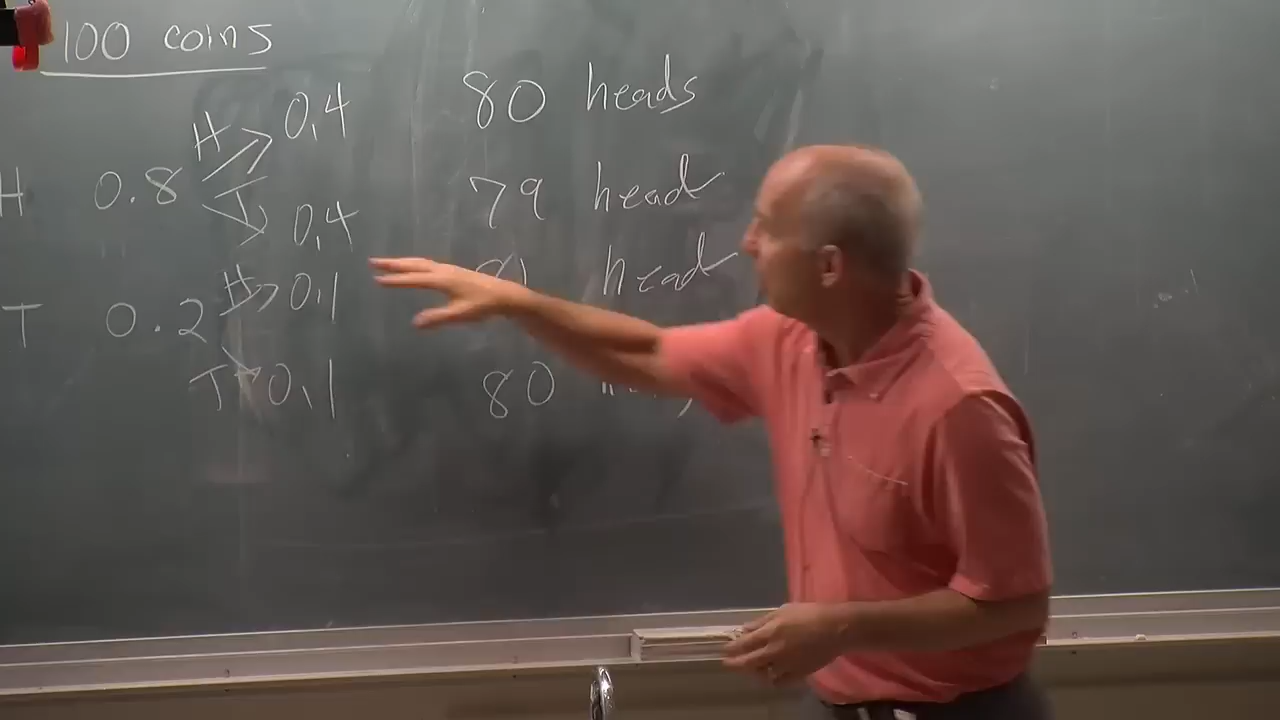 100 coins
H > 0,4 80 heads
H 0.8
T > 0,4 79 head
T 0.2 H > 0,1 81 head
T > 0,1 80